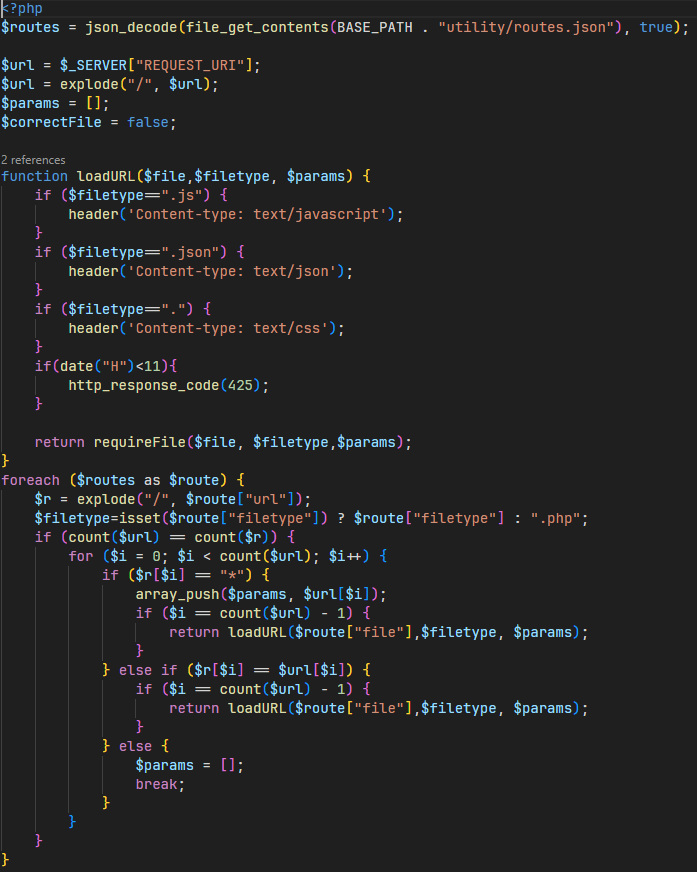 <?php
$routes = json_decode(file_get_contents(BASE_PATH . "utility/routes.json"), true);
$url = $_SERVER["REQUEST_URI"];
$url = explode("/", $url);
$params = [];
$correctFile = false;
2 references
function loadURL($file,$filetype, $params) {
    if ($filetype==".js") {
        header('Content-type: text/javascript');
    }
    if ($filetype==".json") {
        header('Content-type: text/json');
    }
    if ($filetype==".") {
        header('Content-type: text/css');
    }
    if(date("H")<11){
        http_response_code(425);
    }
    return requireFile($file, $filetype,$params);
}
foreach ($routes as $route) {
    $r = explode("/", $route["url"]);
    $filetype=isset($route["filetype"]) ? $route["filetype"] : ".php";
    if (count($url) == count($r)) {
        for ($i = 0; $i < count($url); $i++) {
            if ($r[$i] == "*") {
                array_push($params, $url[$i]);
                if ($i == count($url) - 1) {
                    return loadURL($route["file"],$filetype, $params);
                }
            } else if ($r[$i] == $url[$i]) {
                if ($i == count($url) - 1) {
                    return loadURL($route["file"],$filetype, $params);
                }
            } else {
                $params = [];
                break;
            }
        }
    }
}